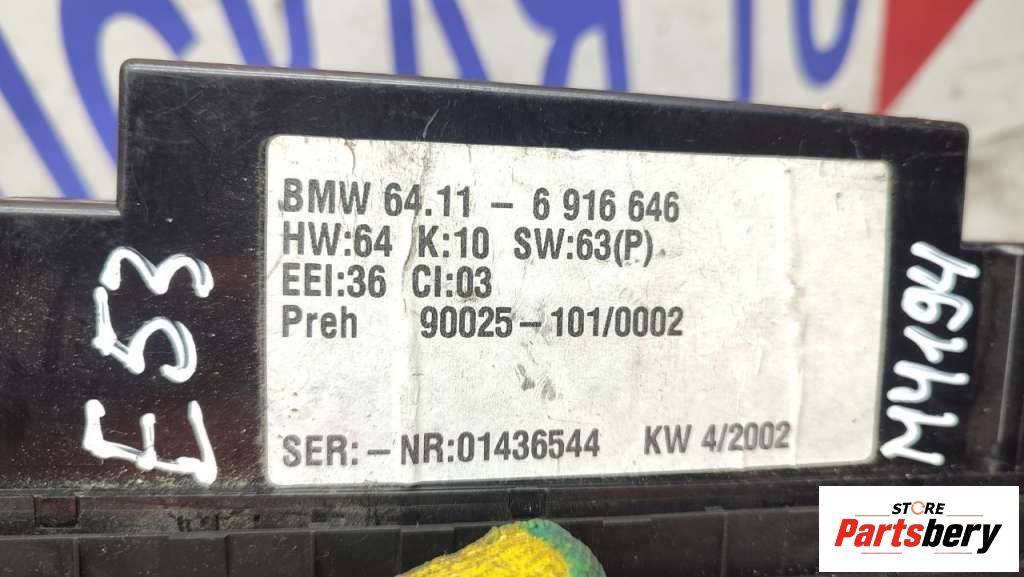 BMW 64.11 - 6 916 646
HW:64 K:10 SW:63(P)
EEI:36 CI:03
Preh 90025-101/0002
SER:-NR:01436544 KW 4/2002
E53
M4194
STORE
Partsbery